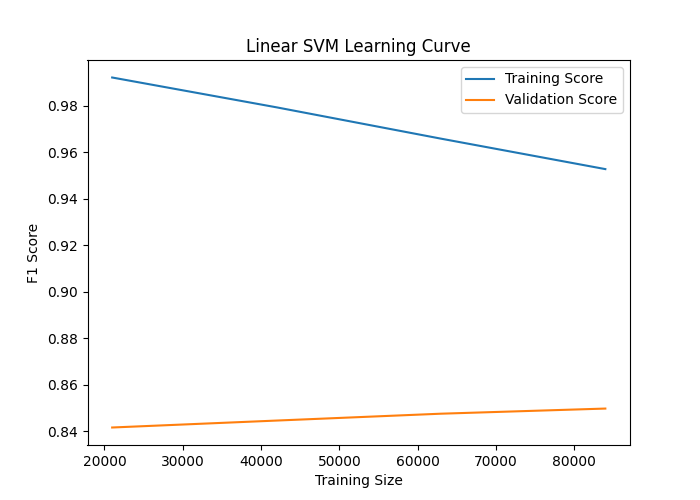 Linear SVM Learning Curve
Training Score
Validation Score
0.98
0.96
0.94
0.92
0.90
0.88
0.86
0.84
F1 Score
20000 30000 40000 50000 60000 70000 80000
Training Size